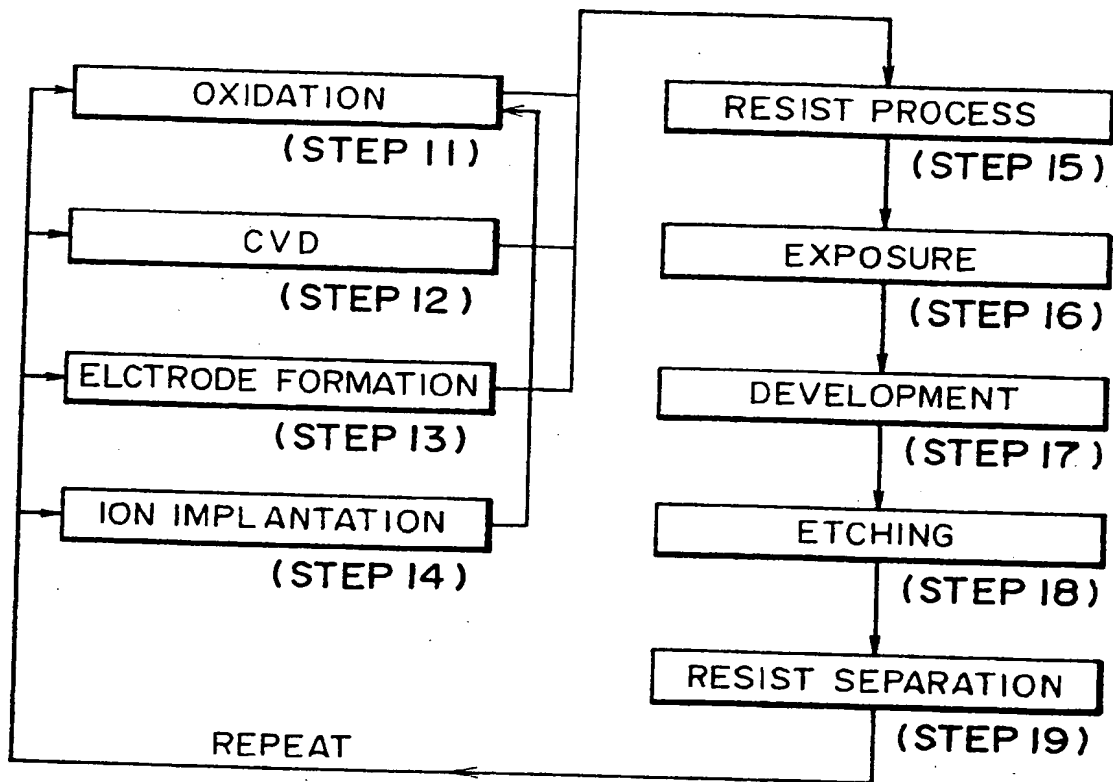 OXIDATION
(STEP 11)
CVD
(STEP 12)
ELCTRODE FORMATION
(STEP 13)
ION IMPLANTATION
(STEP 14)
RESIST PROCESS
(STEP 15)
EXPOSURE
(STEP 16)
DEVELOPMENT
(STEP 17)
ETCHING
(STEP 18)
RESIST SEPARATION
(STEP 19)
REPEAT